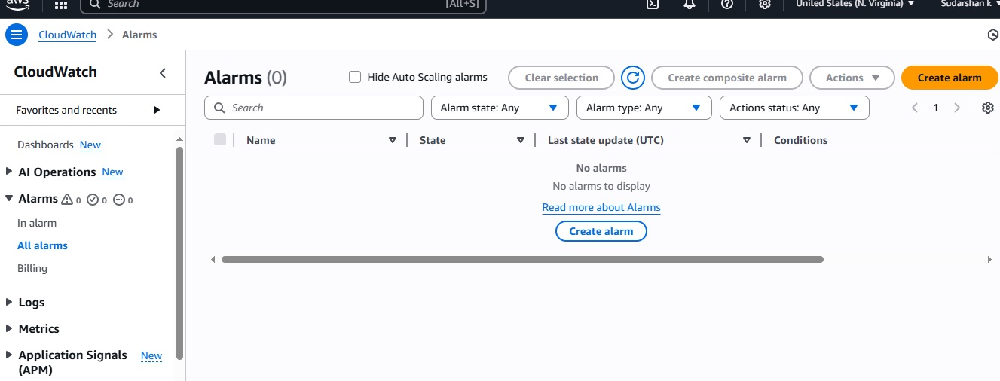 aws Search [Alt+S] United States (N. Virginia) Sudarshan k
CloudWatch Alarms
CloudWatch
Favorites and recents
Dashboards New
AI Operations New
Alarms 0 0 0
In alarm
All alarms
Billing
Logs
Metrics
Application Signals New
(APM)
Alarms (0) Hide Auto Scaling alarms Clear selection Create composite alarm Actions Create alarm
Search Alarm state: Any Alarm type: Any Actions status: Any 1
Name State Last state update (UTC) Conditions
No alarms
No alarms to display
Read more about Alarms
Create alarm